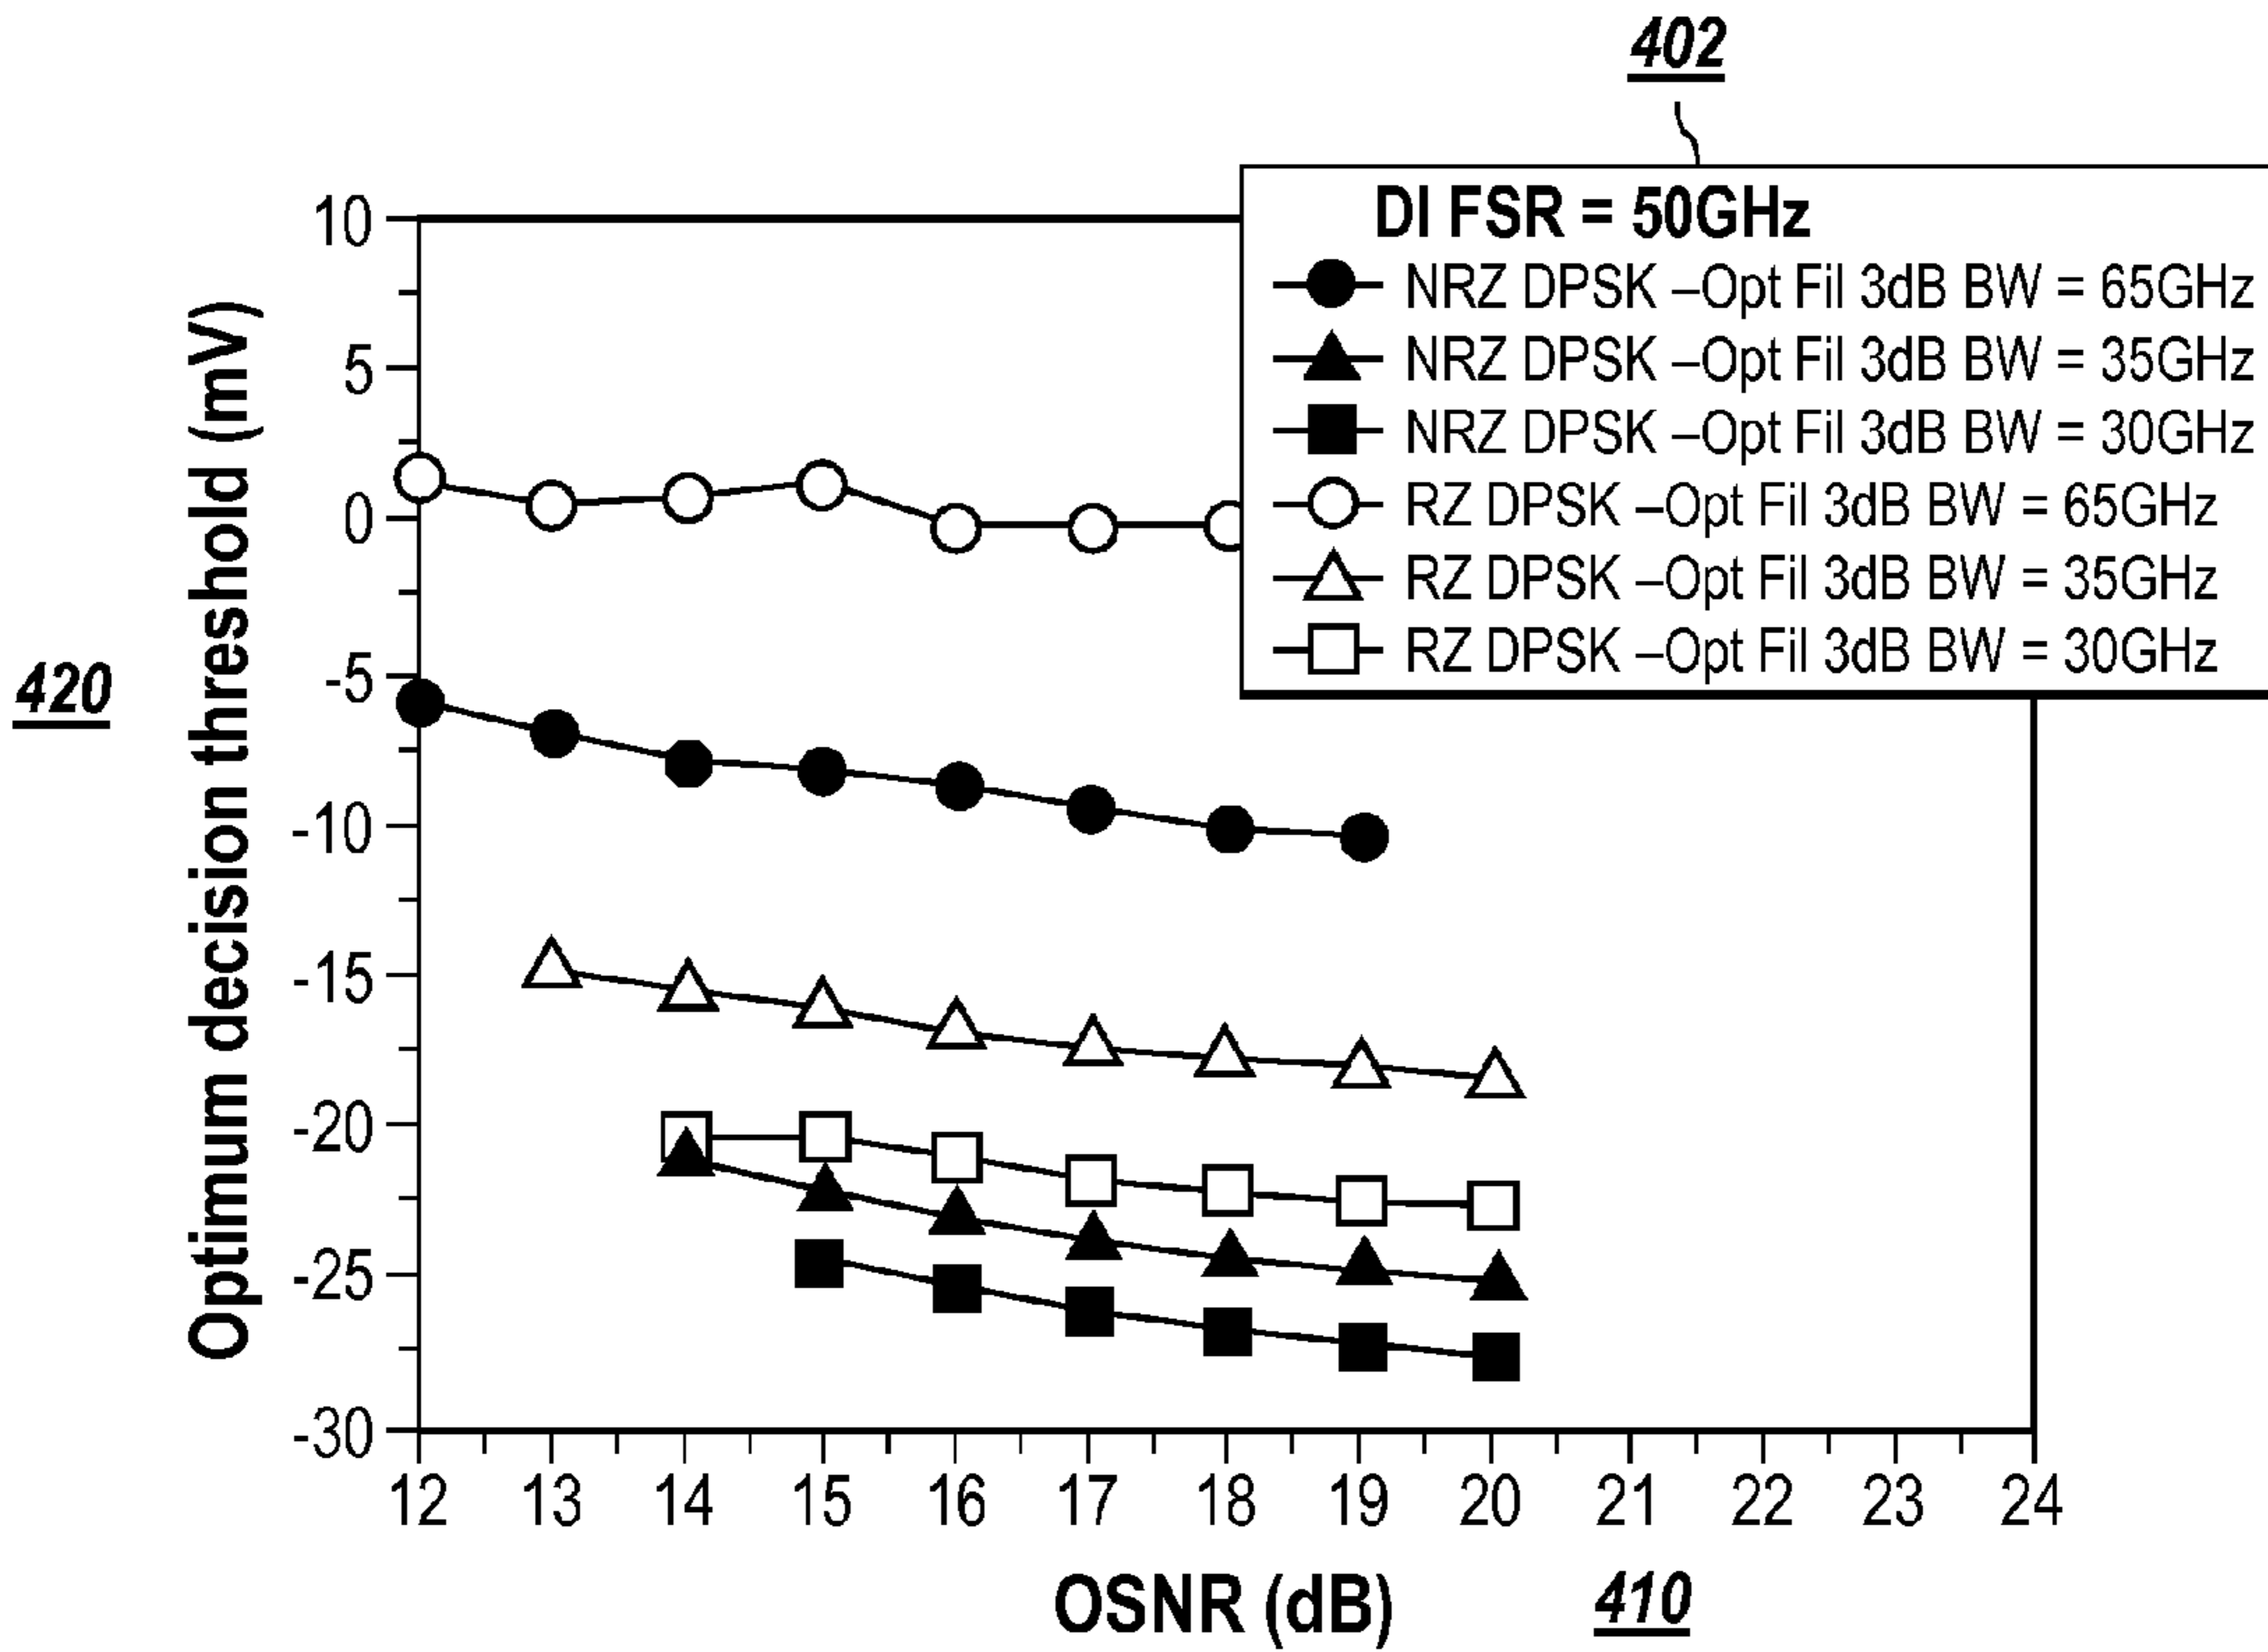 402
DI FSR = 50GHz
NRZ DPSK –Opt Fil 3dB BW = 65GHz
NRZ DPSK –Opt Fil 3dB BW = 35GHz
NRZ DPSK –Opt Fil 3dB BW = 30GHz
RZ DPSK –Opt Fil 3dB BW = 65GHz
RZ DPSK –Opt Fil 3dB BW = 35GHz
RZ DPSK –Opt Fil 3dB BW = 30GHz
420
Optimum decision threshold (mV)
10
5
0
-5
-10
-15
-20
-25
-30
12 13 14 15 16 17 18 19 20 21 22 23 24
OSNR (dB)
410